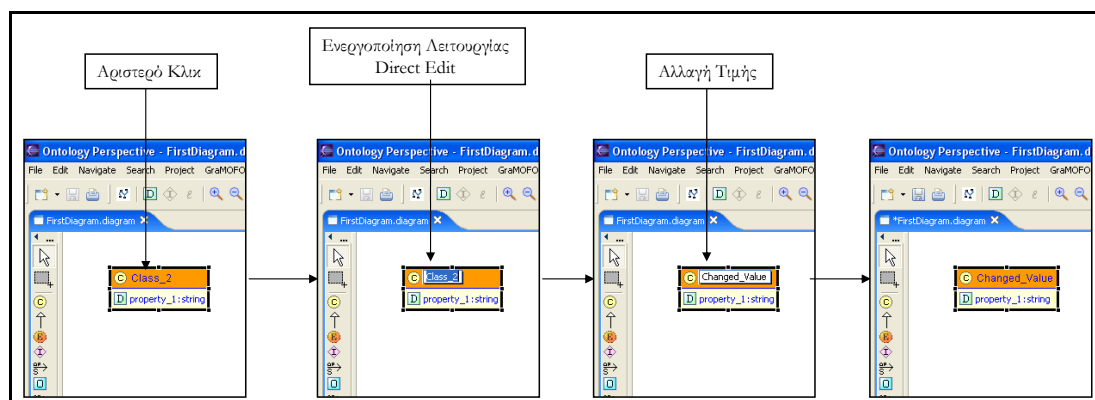 Αριστερό Κλικ
Ενεργοποίηση Λειτουργίας
Direct Edit
Αλλαγή Τιμής
Ontology Perspective - FirstDiagram.d
File Edit Navigate Search Project GraMOFO
FirstDiagram.diagram
C Class_2
D property_1:string
Ontology Perspective - FirstDiagram.d
File Edit Navigate Search Project GraMOFO
FirstDiagram.diagram
C Class_2
D property_1:string
Ontology Perspective - FirstDiagram.d
File Edit Navigate Search Project GraMOFO
FirstDiagram.diagram
C Changed_Value
D property_1:string
Ontology Perspective - FirstDiagram.d
File Edit Navigate Search Project GraMOFO
*FirstDiagram.diagram
C Changed_Value
D property_1:string